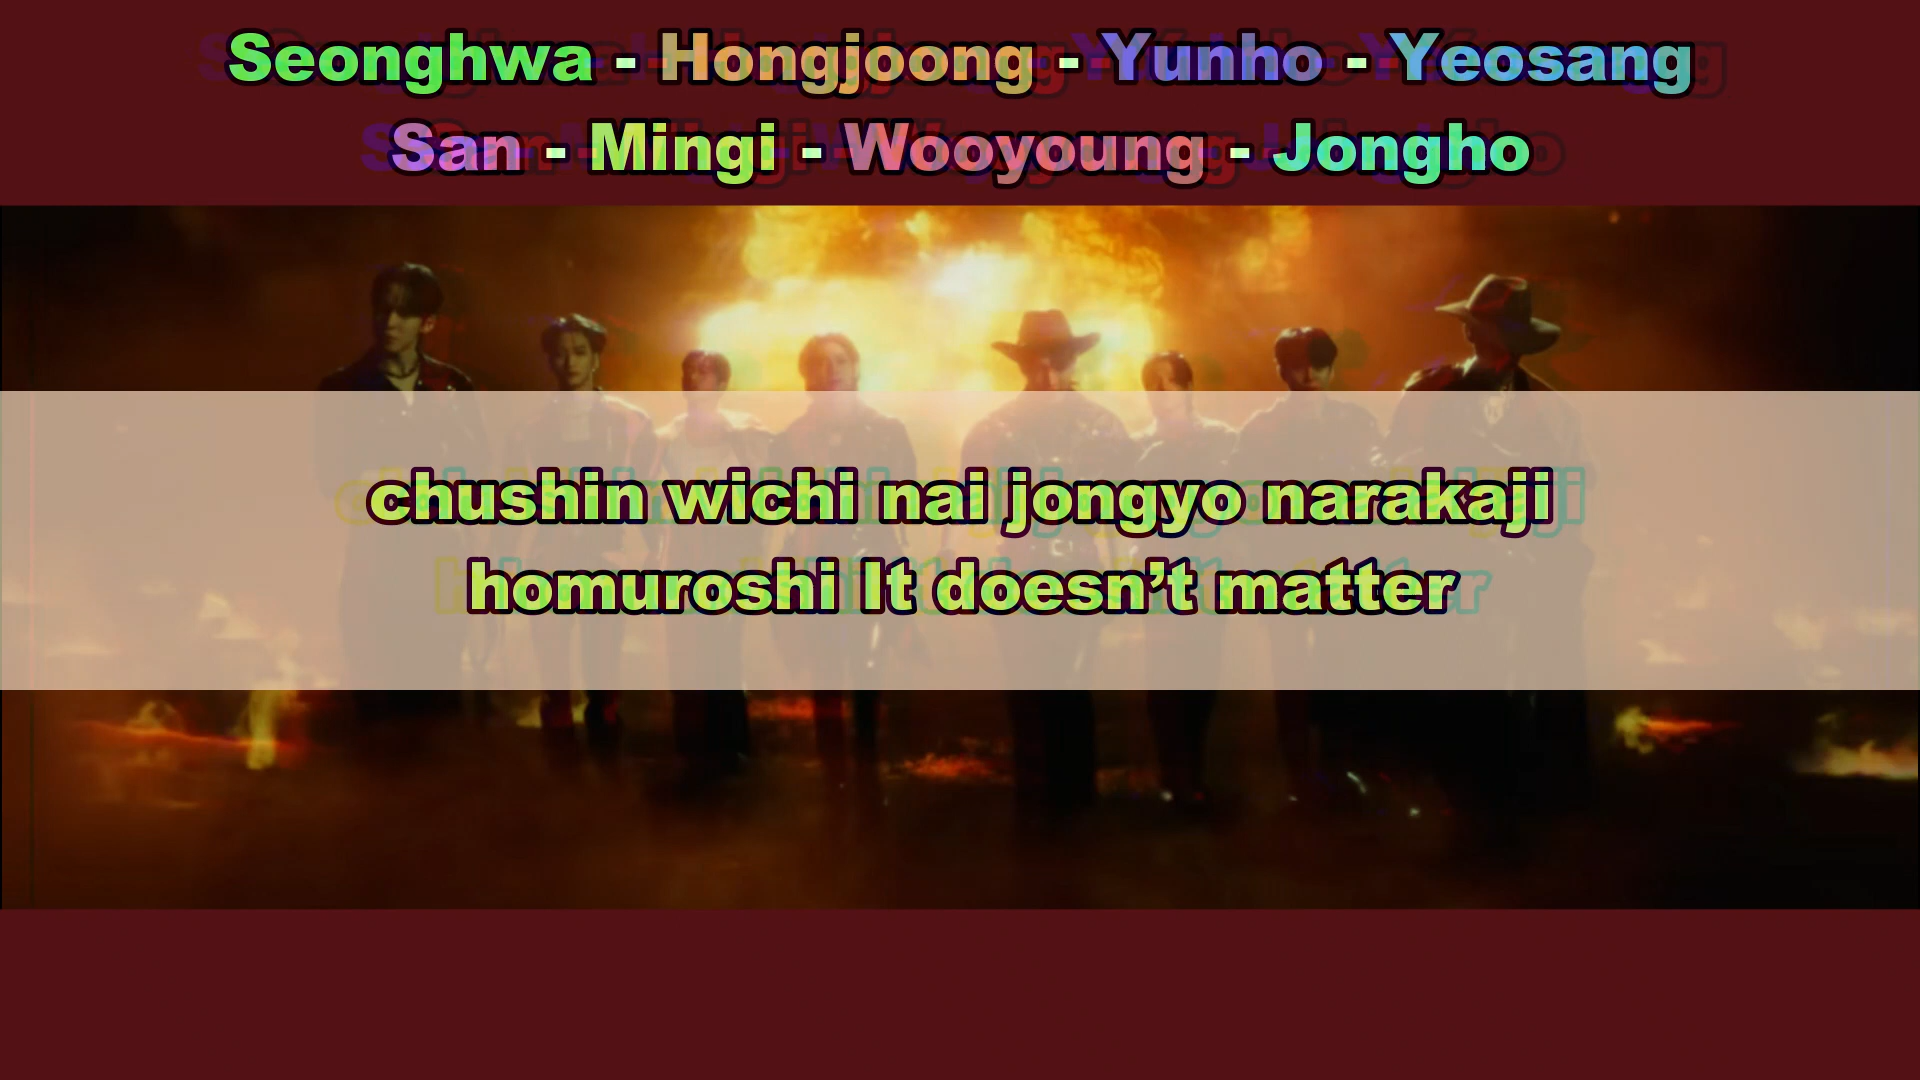 Seonghwa - Hongjoong - Yunho - Yeosang
San - Mingi - Wooyoung - Jongho
chushin wichi nai jongyo narakaji
homuroshi It doesn’t matter